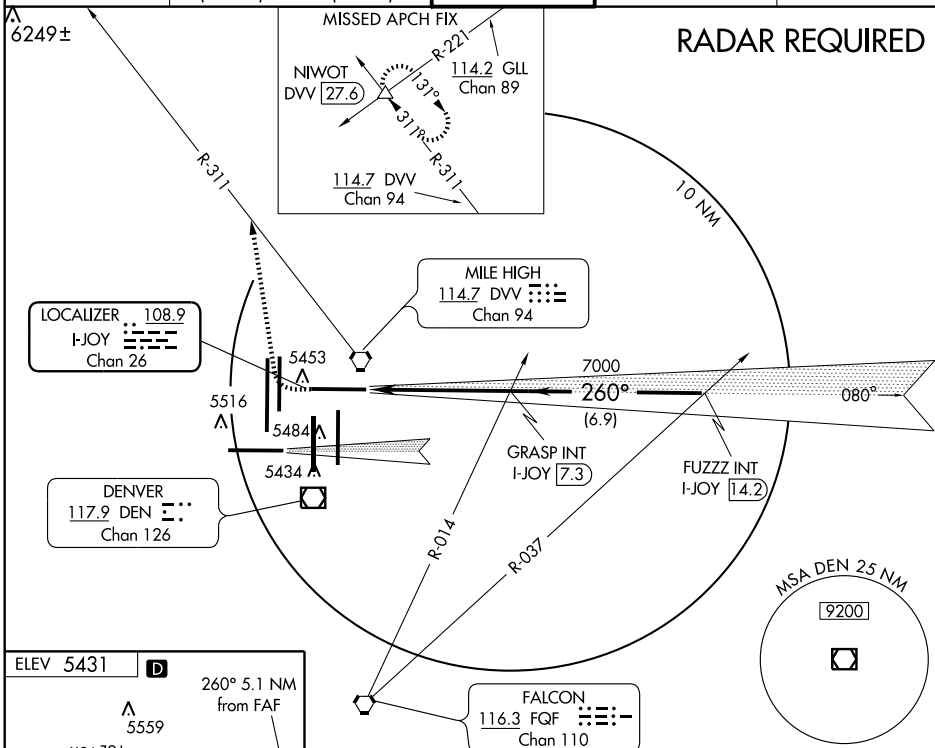 6249±
MISSED APCH FIX
RADAR REQUIRED
R-221
114.2 GLL
Chan 89
NIWOT
DVV 27.6
131°
311°
R-311
114.7 DVV
Chan 94
R-311
10 NM
MILE HIGH
114.7 DVV
Chan 94
LOCALIZER 108.9
I-JOY
Chan 26
5453
7000
260°
(6.9)
080°
5516
5484
5434
GRASP INT
I-JOY 7.3
FUZZZ INT
I-JOY 14.2
DENVER
117.9 DEN
Chan 126
R-014
R-037
MSA DEN 25 NM
9200
ELEV 5431 D
260° 5.1 NM
from FAF
5559
FALCON
116.3 FQF
Chan 110